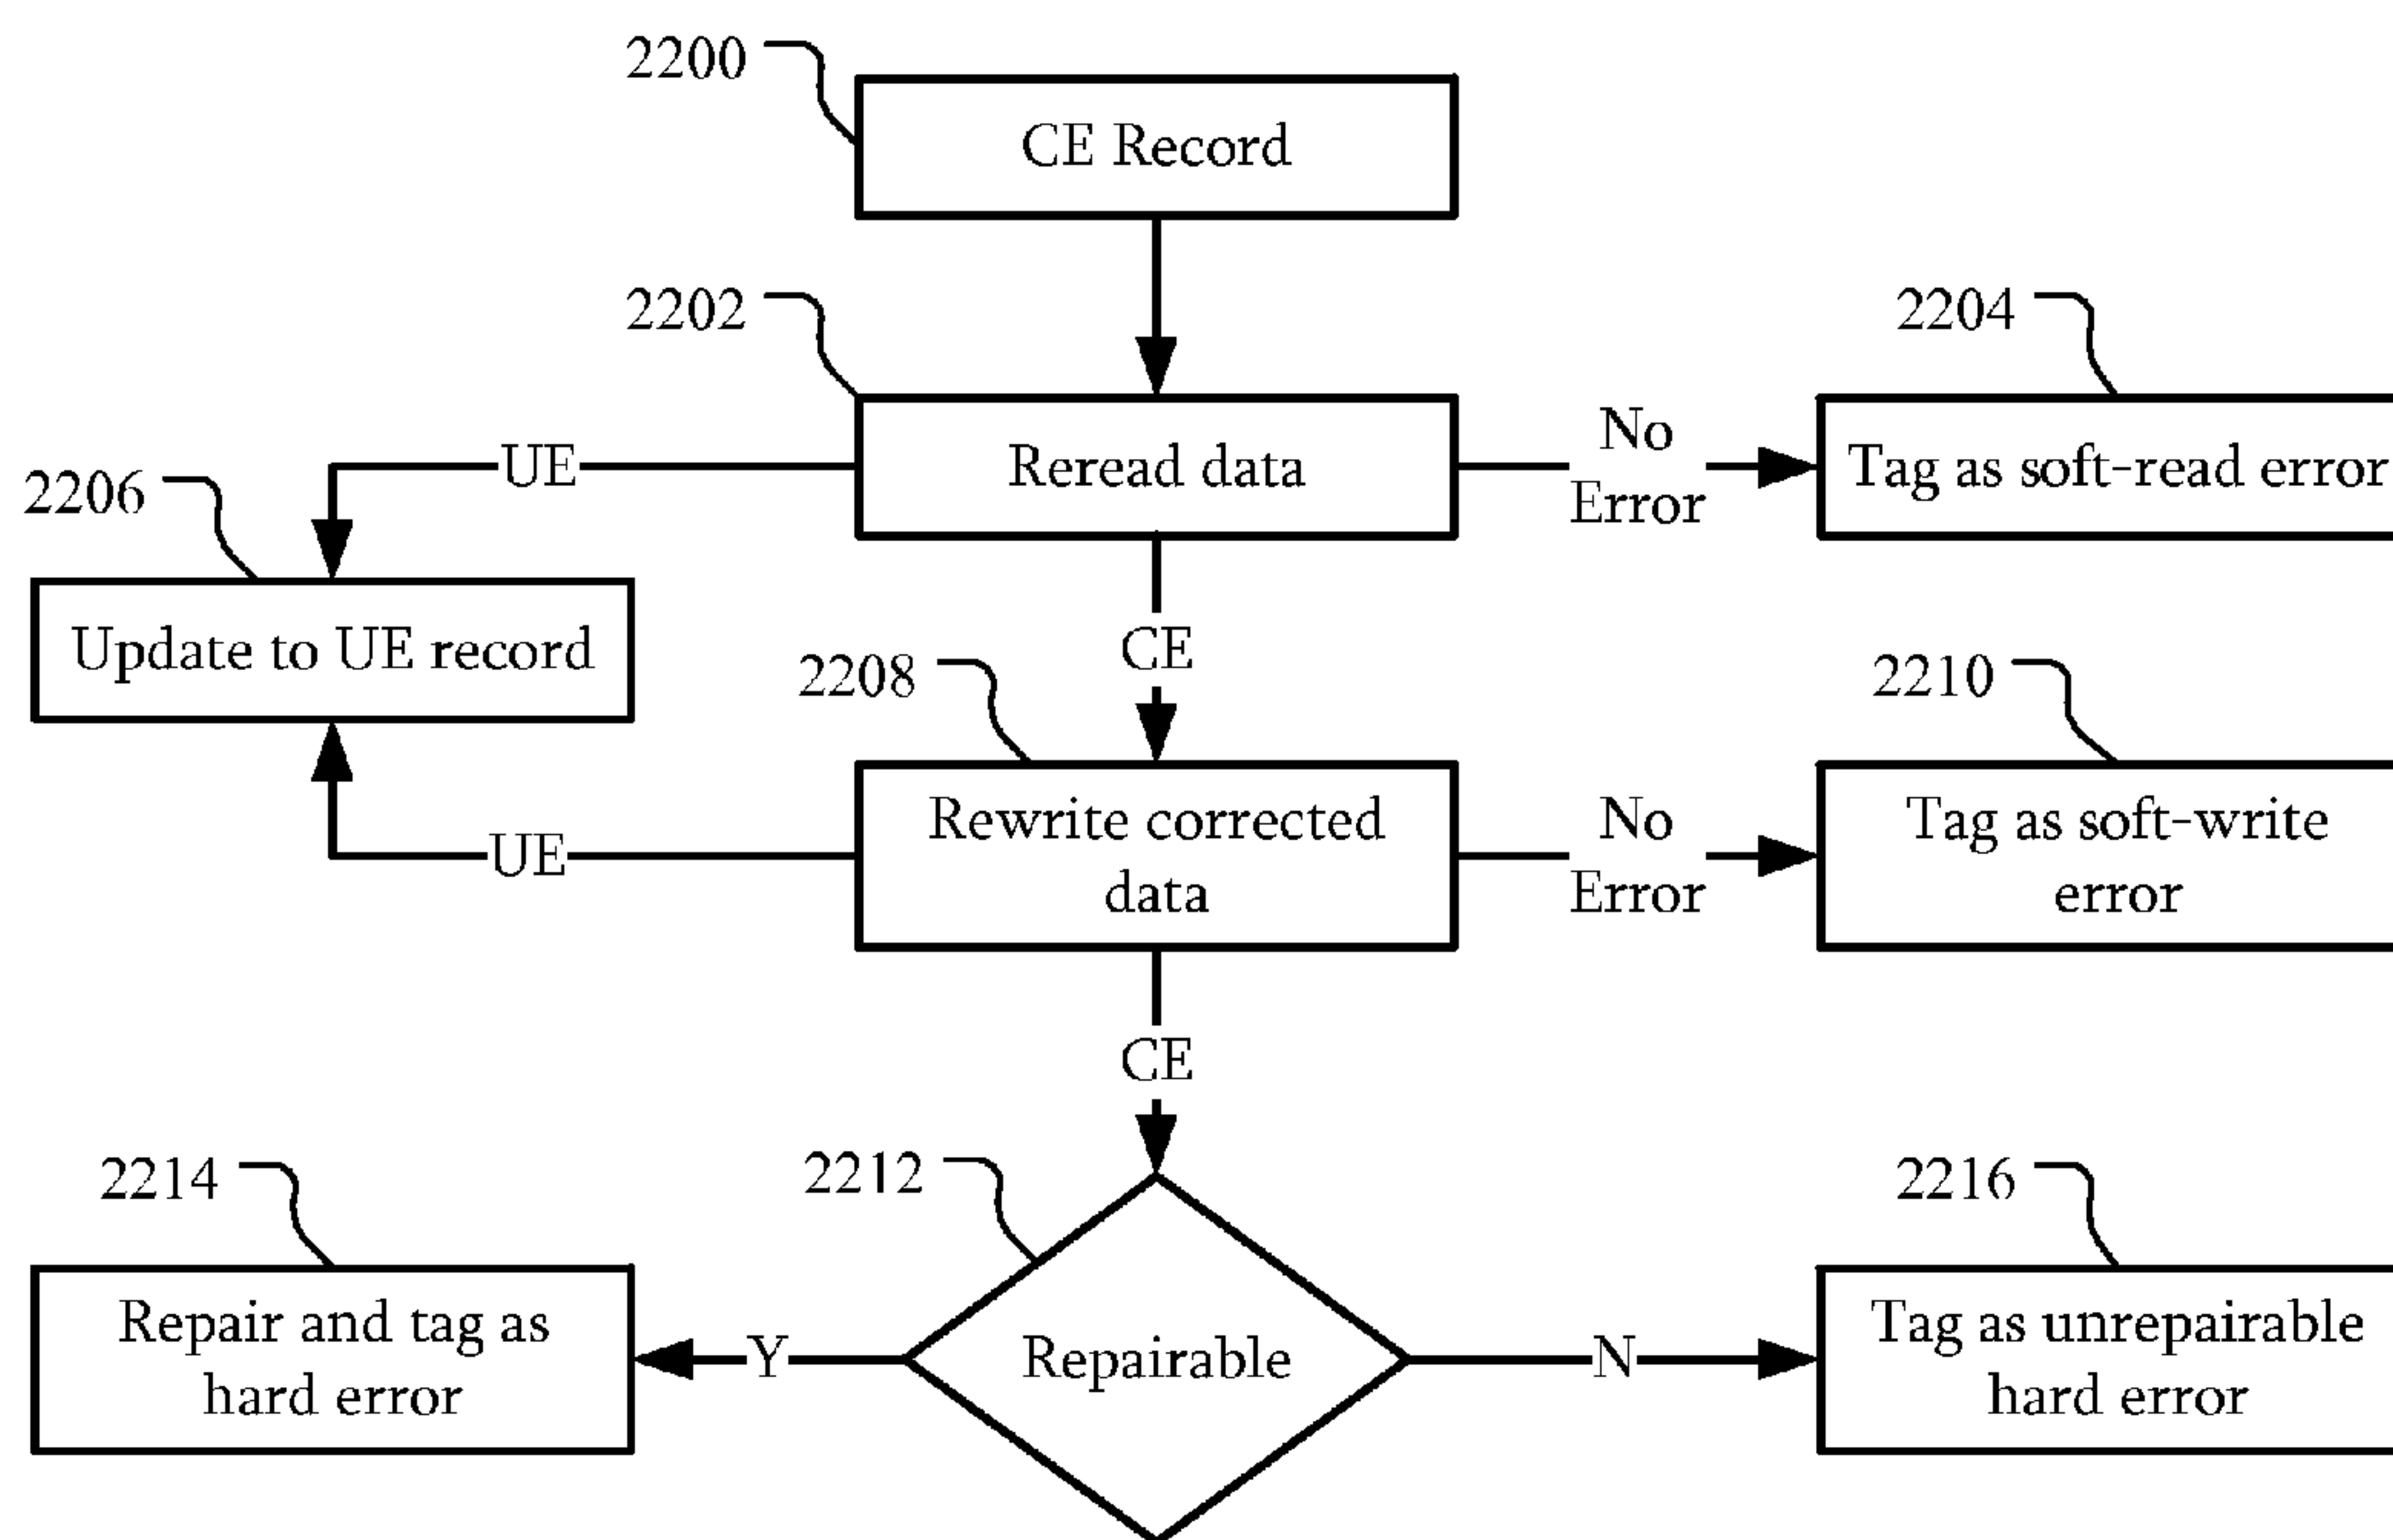 2200
CE Record
2202
2204
Reread data
No
Error
Tag as soft-read error
UE
2206
Update to UE record
CE
2208
2210
Rewrite corrected
data
No
Error
Tag as soft-write
error
UE
CE
2214
2212
2216
Repair and tag as
hard error
Y
Repairable
N
Tag as unrepairable
hard error